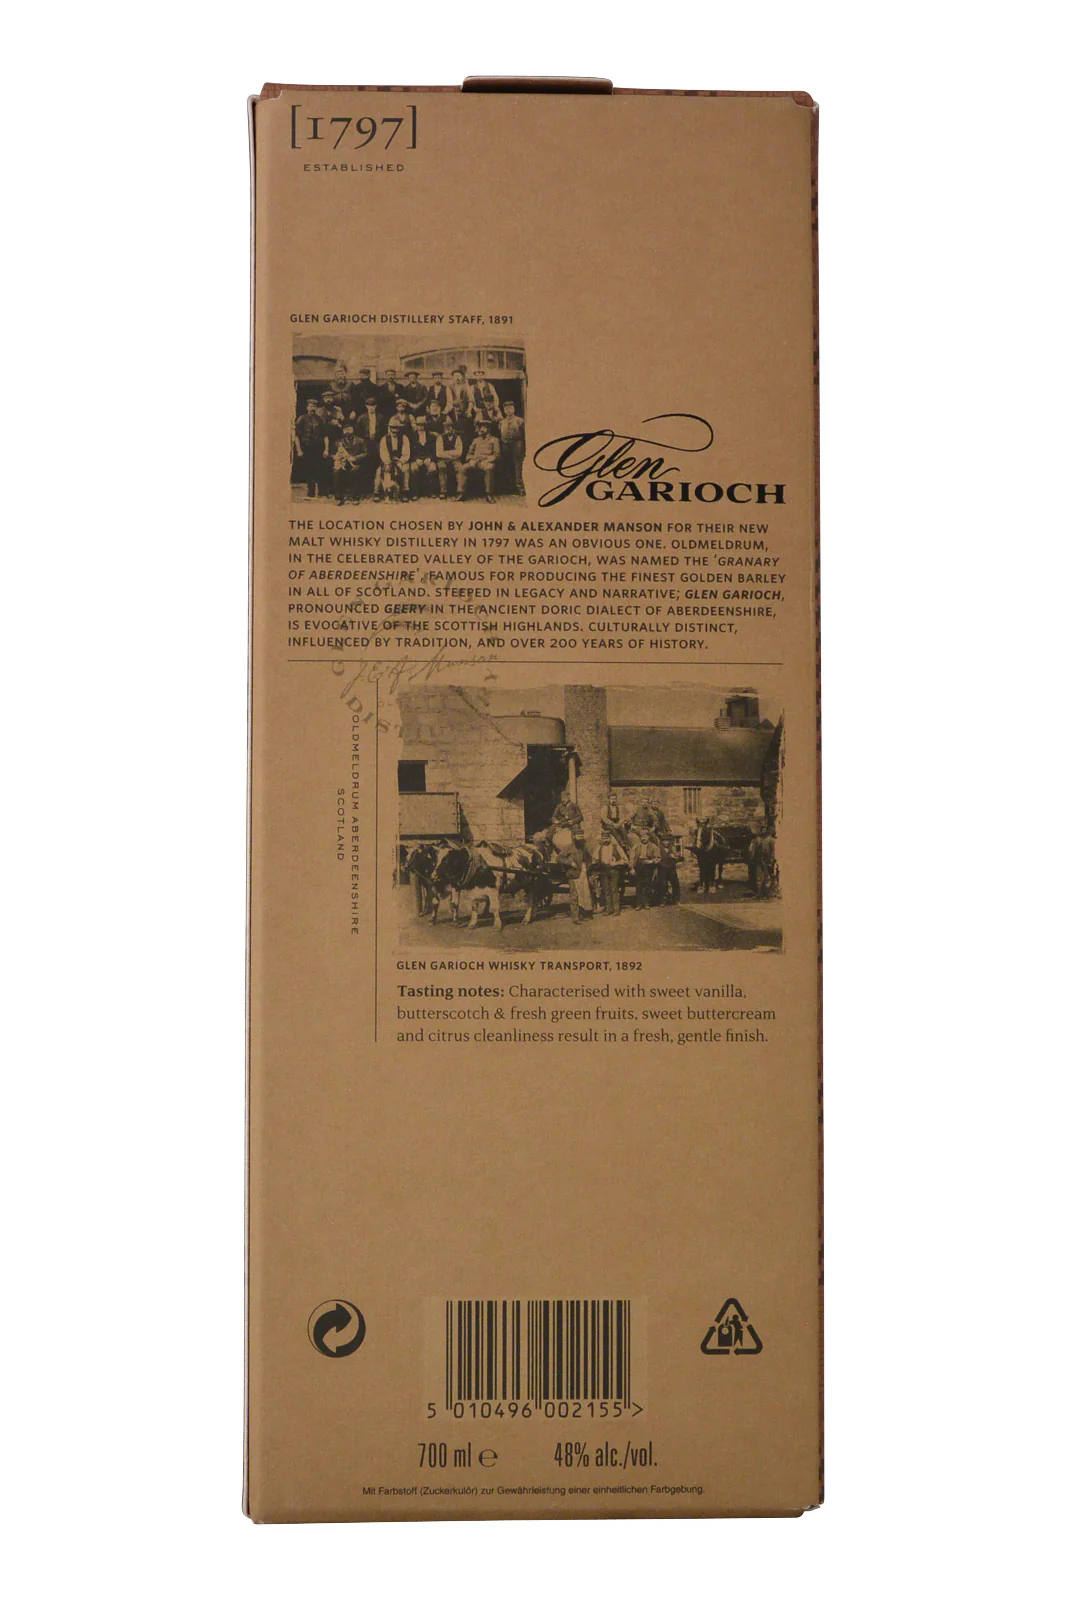 [1797]
ESTABLISHED
GLEN GARIOCH DISTILLERY STAFF, 1891
Glen
GARIOCH
THE LOCATION CHOSEN BY JOHN & ALEXANDER MANSON FOR THEIR NEW
MALT WHISKY DISTILLERY IN 1797 WAS AN OBVIOUS ONE. OLDMELDRUM,
IN THE CELEBRATED VALLEY OF THE GARIOCH, WAS NAMED THE 'GRANARY
OF ABERDEENSHIRE', FAMOUS FOR PRODUCING THE FINEST GOLDEN BARLEY
IN ALL OF SCOTLAND. STEEPED IN LEGACY AND NARRATIVE; GLEN GARIOCH,
PRONOUNCED GEERY IN THE ANCIENT DORIC DIALECT OF ABERDEENSHIRE,
IS EVOCATIVE OF THE SCOTTISH HIGHLANDS. CULTURALLY DISTINCT,
INFLUENCED BY TRADITION, AND OVER 200 YEARS OF HISTORY.
OLDMELDRUM ABERDEENSHIRE
SCOTLAND
GLEN GARIOCH WHISKY TRANSPORT, 1892
Tasting notes: Characterised with sweet vanilla,
butterscotch & fresh green fruits, sweet buttercream
and citrus cleanliness result in a fresh, gentle finish.
5 010496 002155 >
700 ml ℮ 48% alc./vol.
Mit Farbstoff (Zuckerkulör) zur Gewährleistung einer einheitlichen Farbgebung.